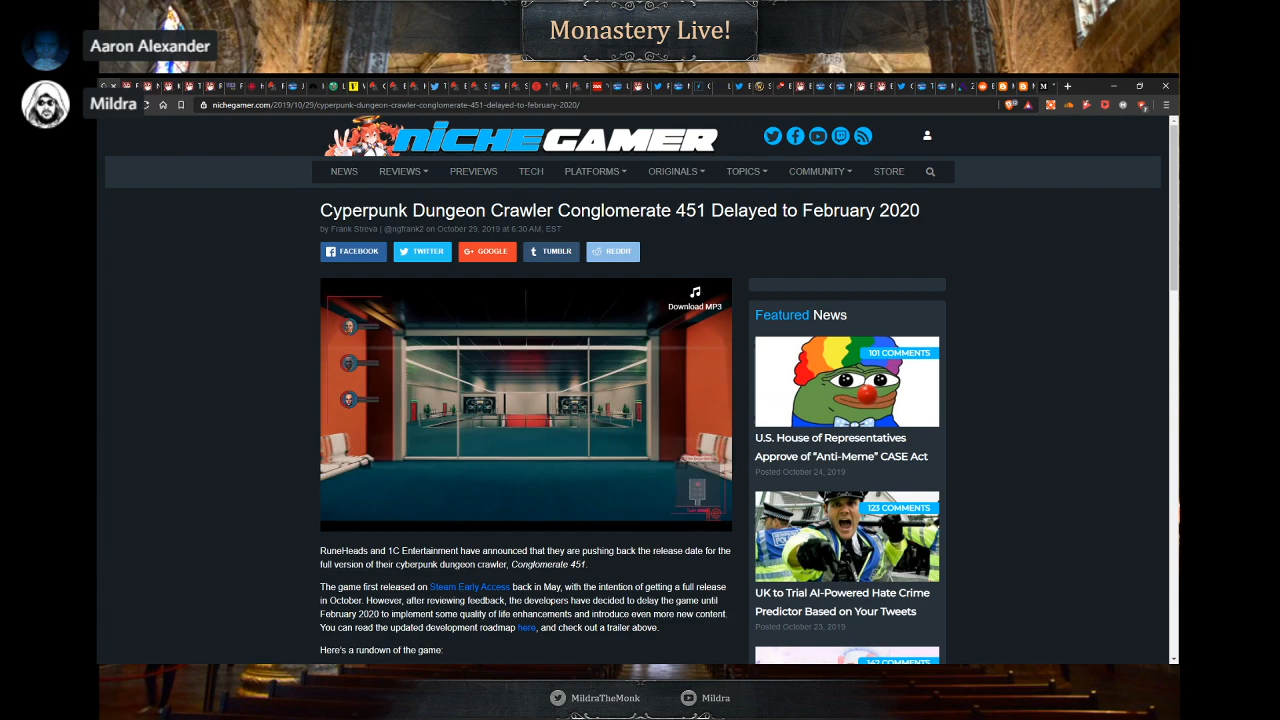 Monastery Live!
Aaron Alexander
Mildra
nichegamer.com/2019/10/29/cyperpunk-dungeon-crawler-conglomerate-451-delayed-to-february-2020/
NICHEGAMER
NEWS REVIEWS PREVIEWS TECH PLATFORMS ORIGINALS TOPICS COMMUNITY STORE
Cyperpunk Dungeon Crawler Conglomerate 451 Delayed to February 2020
by Frank Streva | @ngfrank2 on October 29, 2019 at 6:30 AM, EST
FACEBOOK TWITTER G+ GOOGLE TUMBLR REDDIT
Download MP3
RuneHeads and 1C Entertainment have announced that they are pushing back the release date for the
full version of their cyberpunk dungeon crawler, Conglomerate 451.
The game first released on Steam Early Access back in May, with the intention of getting a full release
in October. However, after reviewing feedback, the developers have decided to delay the game until
February 2020 to implement some quality of life enhancements and introduce even more new content.
You can read the updated development roadmap here, and check out a trailer above.
Here's a rundown of the game:
Featured News
101 COMMENTS
U.S. House of Representatives
Approve of "Anti-Meme" CASE Act
Posted October 24, 2019
123 COMMENTS
UK to Trial AI-Powered Hate Crime
Predictor Based on Your Tweets
Posted October 23, 2019
142 COMMENTS
MildraTheMonk Mildra